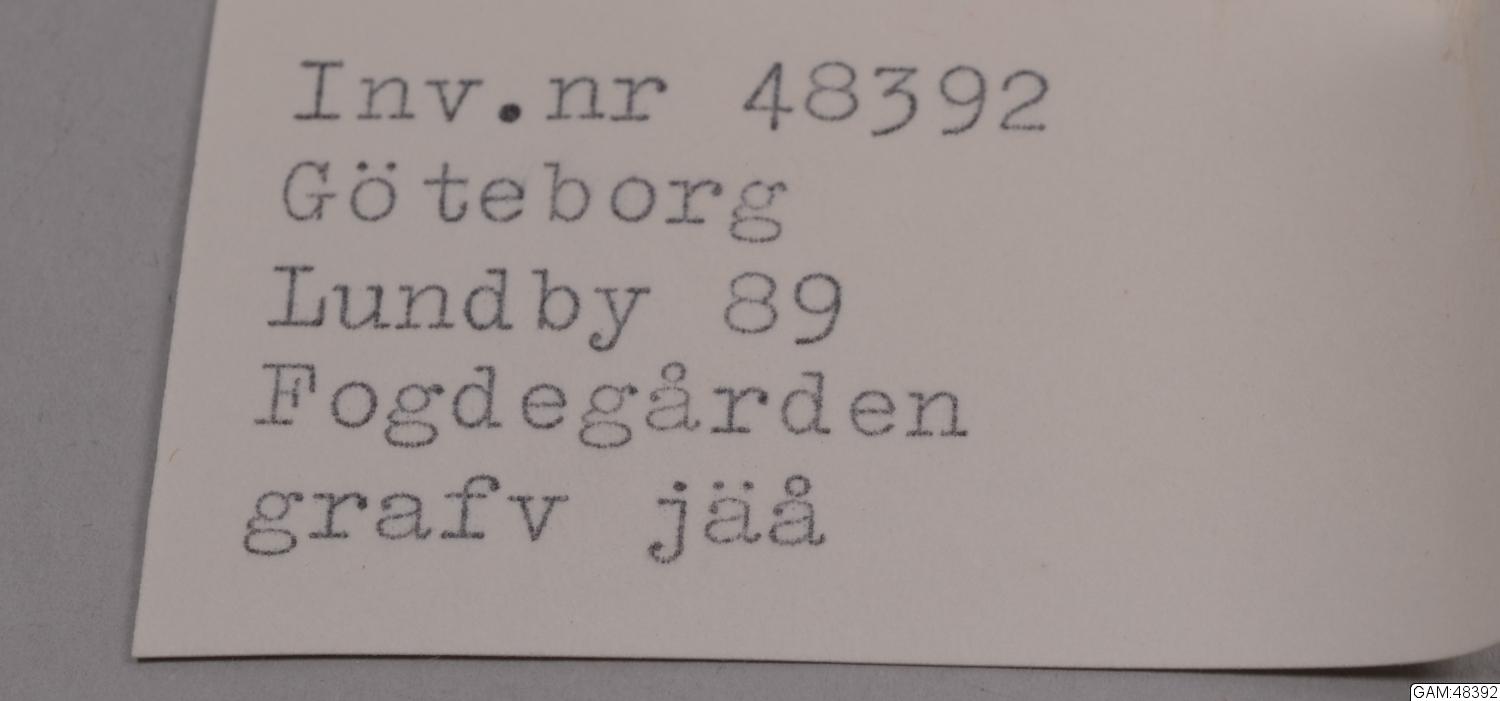 Inv.nr 48392
Göteborg
Lundby 89
Fogdegården
grafv jäå
GAM:48392